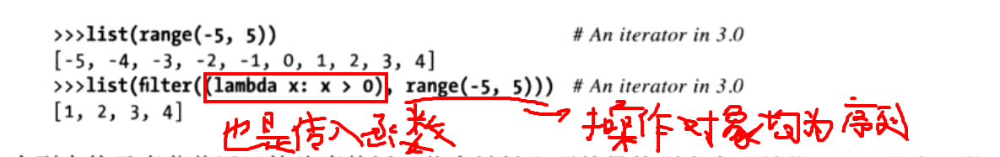 >>>list(range(-5, 5)) # An iterator in 3.0
[-5, -4, -3, -2, -1, 0, 1, 2, 3, 4]
>>>list(filter((lambda x: x > 0), range(-5, 5))) # An iterator in 3.0
[1, 2, 3, 4]
也是传入函数 操作对象均为序列